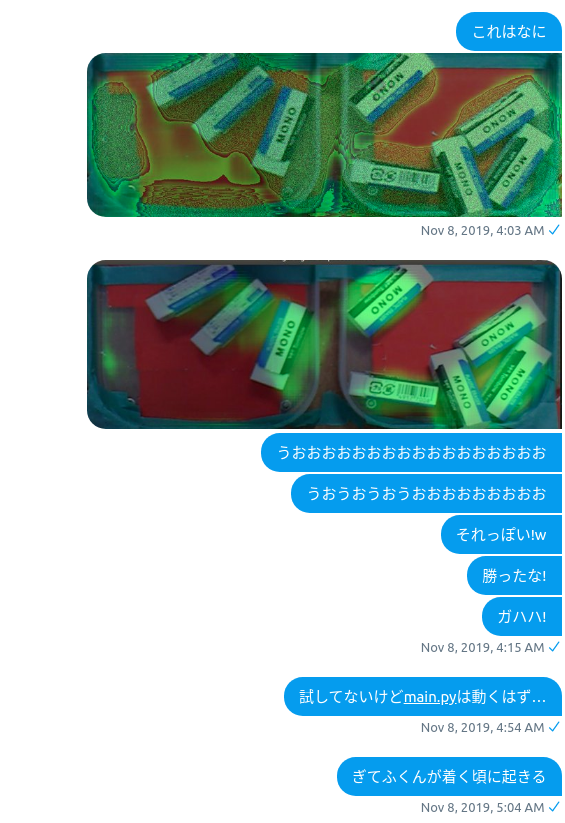 これはなに
MONO
MONO
MONO
MONO
MONO
Nov 8, 2019, 4:03 AM
MONO
MONO
MONO
MONO
MONO
Nov 8, 2019, 4:15 AM
うおおおおおおおおおおおおおおおおお
うおうおうおうおおおおおおおおお
それっぽい!w
勝ったな!
ガハハ!
試してないけどmain.pyは動くはず…
Nov 8, 2019, 4:54 AM
ぎてふくんが着く頃に起きる
Nov 8, 2019, 5:04 AM